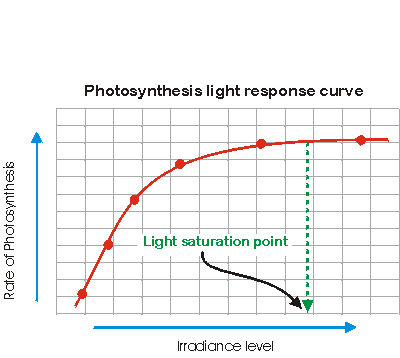 Photosynthesis light response curve
Rate of Photosynthesis
Light saturation point
Irradiance level